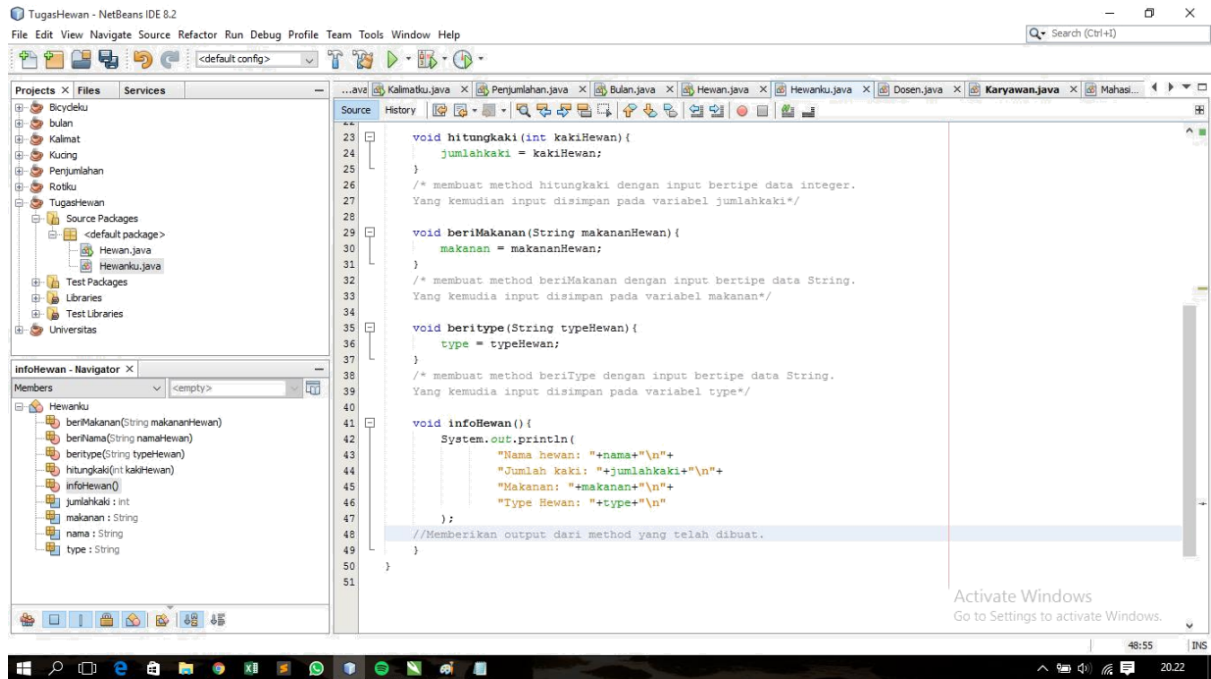 TugasHewan - NetBeans IDE 8.2
File Edit View Navigate Source Refactor Run Debug Profile Team Tools Window Help
Search (Ctrl+I)
<default config>
Projects Files Services
Bicycleku
bulan
Kalimat
Kucing
Penjumlahan
Rotiku
TugasHewan
Source Packages
<default package>
Hewan.java
Hewanku.java
Test Packages
Libraries
Test Libraries
Universitas
infoHewan - Navigator
Members <empty>
Hewanku
beriMakanan(String makananHewan)
beriNama(String namaHewan)
beritype(String typeHewan)
hitungkaki(int kakiHewan)
infoHewan()
jumlahkaki : int
makanan : String
nama : String
type : String
...ava Kalimatku.java Penjumlahan.java Bulan.java Hewan.java Hewanku.java Dosen.java Karyawan.java Mahasi...
Source History
22
23 void hitungkaki(int kakiHewan){
24 jumlahkaki = kakiHewan;
25 }
26 /* membuat method hitungkaki dengan input bertipe data integer.
27 Yang kemudian input disimpan pada variabel jumlahkaki*/
28
29 void beriMakanan(String makananHewan){
30 makanan = makananHewan;
31 }
32 /* membuat method beriMakanan dengan input bertipe data String.
33 Yang kemudia input disimpan pada variabel makanan*/
34
35 void beritype(String typeHewan){
36 type = typeHewan;
37 }
38 /* membuat method beriType dengan input bertipe data String.
39 Yang kemudia input disimpan pada variabel type*/
40
41 void infoHewan(){
42 System.out.println(
43 "Nama hewan: "+nama+"\n"+
44 "Jumlah kaki: "+jumlahkaki+"\n"+
45 "Makanan: "+makanan+"\n"+
46 "Type Hewan: "+type+"\n"
47 );
48 //Memberikan output dari method yang telah dibuat.
49 }
50 }
51
Activate Windows
Go to Settings to activate Windows.
48:55 INS
20.22